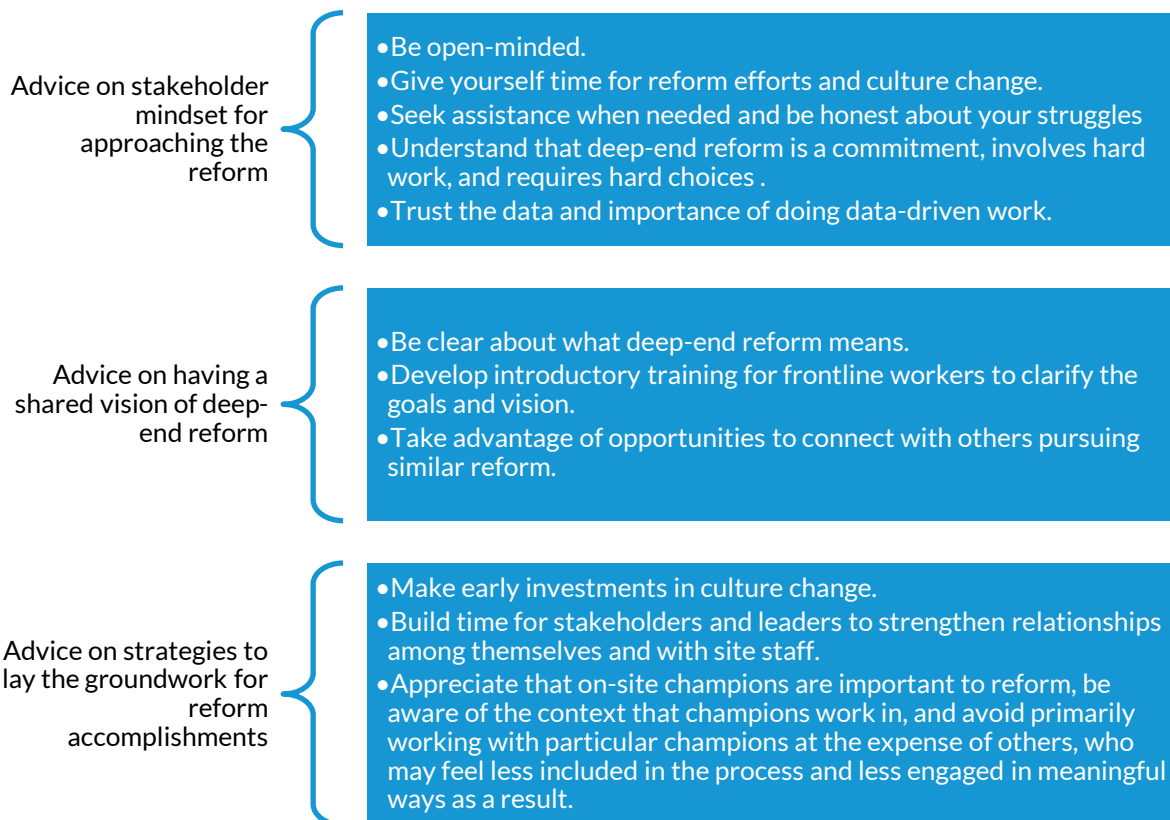 Advice on stakeholder
mindset for
approaching the
reform
•Be open-minded.
•Give yourself time for reform efforts and culture change.
•Seek assistance when needed and be honest about your struggles
•Understand that deep-end reform is a commitment, involves hard
work, and requires hard choices .
•Trust the data and importance of doing data-driven work.
Advice on having a
shared vision of deep-
end reform
•Be clear about what deep-end reform means.
•Develop introductory training for frontline workers to clarify the
goals and vision.
•Take advantage of opportunities to connect with others pursuing
similar reform.
Advice on strategies to
lay the groundwork for
reform
accomplishments
•Make early investments in culture change.
•Build time for stakeholders and leaders to strengthen relationships
among themselves and with site staff.
•Appreciate that on-site champions are important to reform, be
aware of the context that champions work in, and avoid primarily
working with particular champions at the expense of others, who
may feel less included in the process and less engaged in meaningful
ways as a result.